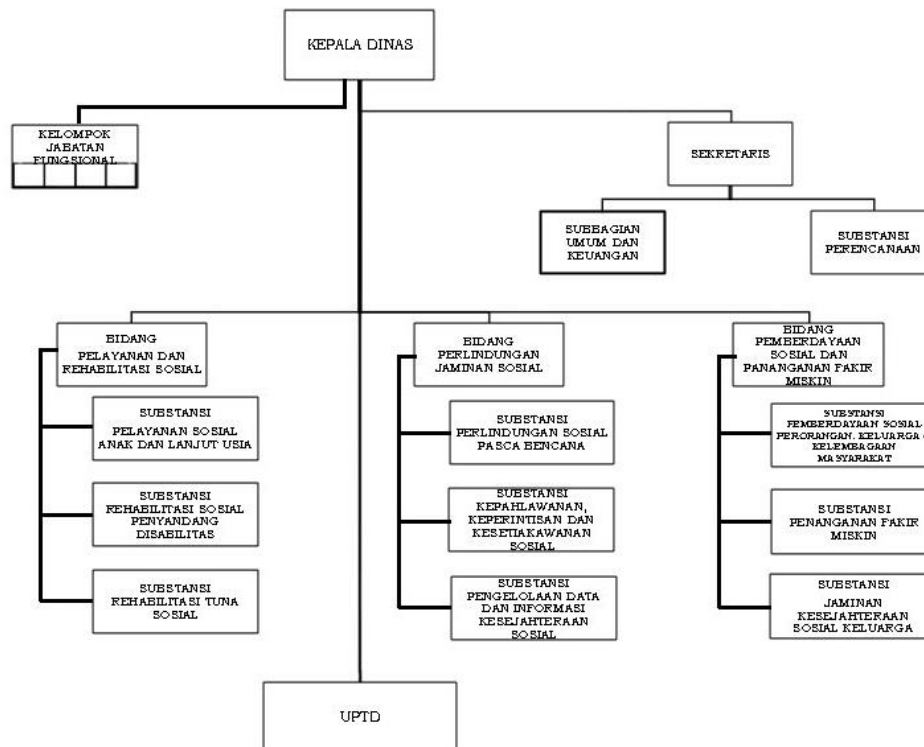 KEPALA DINAS
KELOMPOK
JABATAN
FUNGSIONAL
SEKRETARIS
SUBBAGIAN
UMUM DAN
KEUANGAN
SUBSTANSI
PERENCANAAN
BIDANG
PELAYANAN DAN
REHABILITASI SOSIAL
SUBSTANSI
PELAYANAN SOSIAL
ANAK DAN LANJUT USIA
SUBSTANSI
REHABILITASI SOSIAL
PENYANDANG
DISABILITAS
SUBSTANSI
REHABILITASI TUNA
SOSIAL
BIDANG
PERLINDUNGAN
JAMINAN SOSIAL
SUBSTANSI
PERLINDUNGAN SOSIAL
PASCA BENCANA
SUBSTANSI
KEPAHLAWANAN,
KEPERINTISAN DAN
KESETIAKAWANAN
SOSIAL
SUBSTANSI
PENGELOLAAN DATA
DAN INFORMASI
KESEJAHTERAAN
SOSIAL
BIDANG
PEMBERDAYAAN
SOSIAL DAN
PANANGANAN FAKIR
MISKIN
SUBSTANSI
PEMBERDAYAAN SOSIAL
PERORANGAN, KELUARGA
KELEMBAGAAN
MASYARAKAT
SUBSTANSI
PENANGANAN FAKIR
MISKIN
SUBSTANSI
JAMINAN
KESEJAHTERAAN
SOSIAL KELUARGA
UPTD